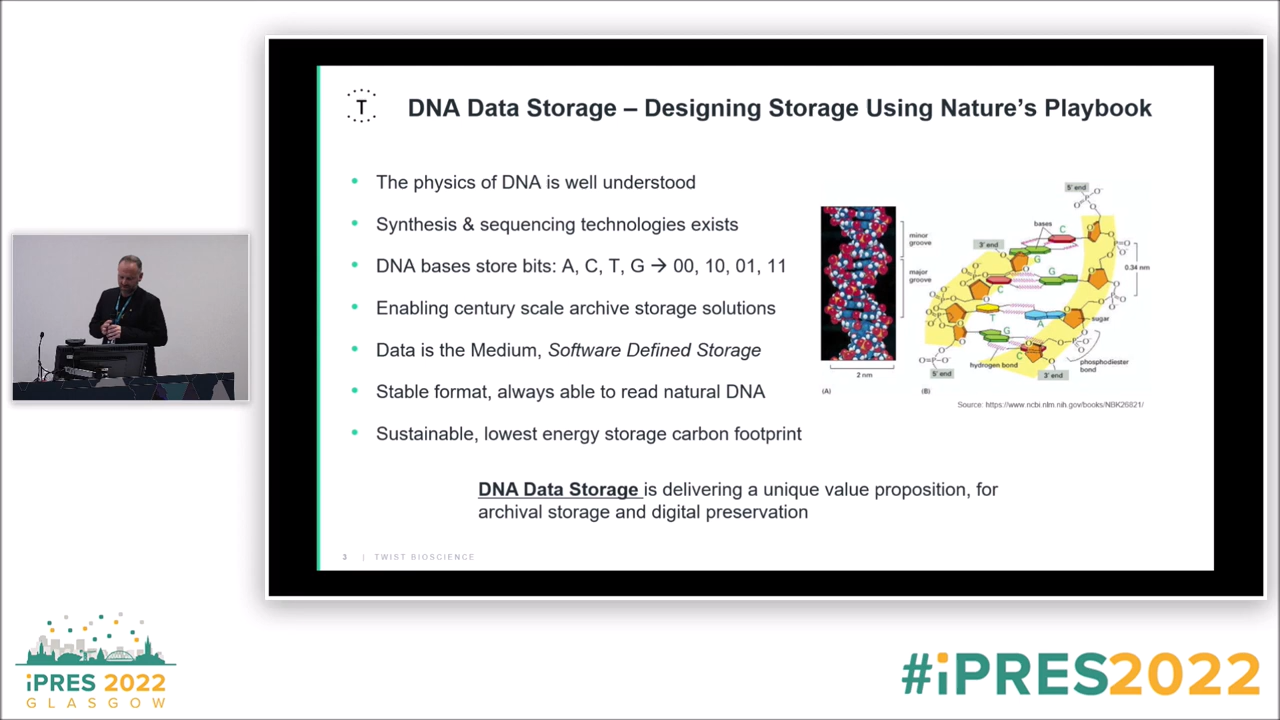 T
DNA Data Storage – Designing Storage Using Nature's Playbook
• The physics of DNA is well understood
• Synthesis & sequencing technologies exists
• DNA bases store bits: A, C, T, G → 00, 10, 01, 11
• Enabling century scale archive storage solutions
• Data is the Medium, Software Defined Storage
• Stable format, always able to read natural DNA
• Sustainable, lowest energy storage carbon footprint
minor
groove
major
groove
2 nm
(A)
5' end
O⁻
O
P
O⁻
bases
C
3' end
G
G
C
0.34 nm
T
A
sugar
G
C
hydrogen bond
phosphodiester
bond
5' end
3' end
(B)
Source: https://www.ncbi.nlm.nih.gov/books/NBK26821/
DNA Data Storage is delivering a unique value proposition, for
archival storage and digital preservation
3 | TWIST BIOSCIENCE
iPRES 2022
GLASGOW
#iPRES2022